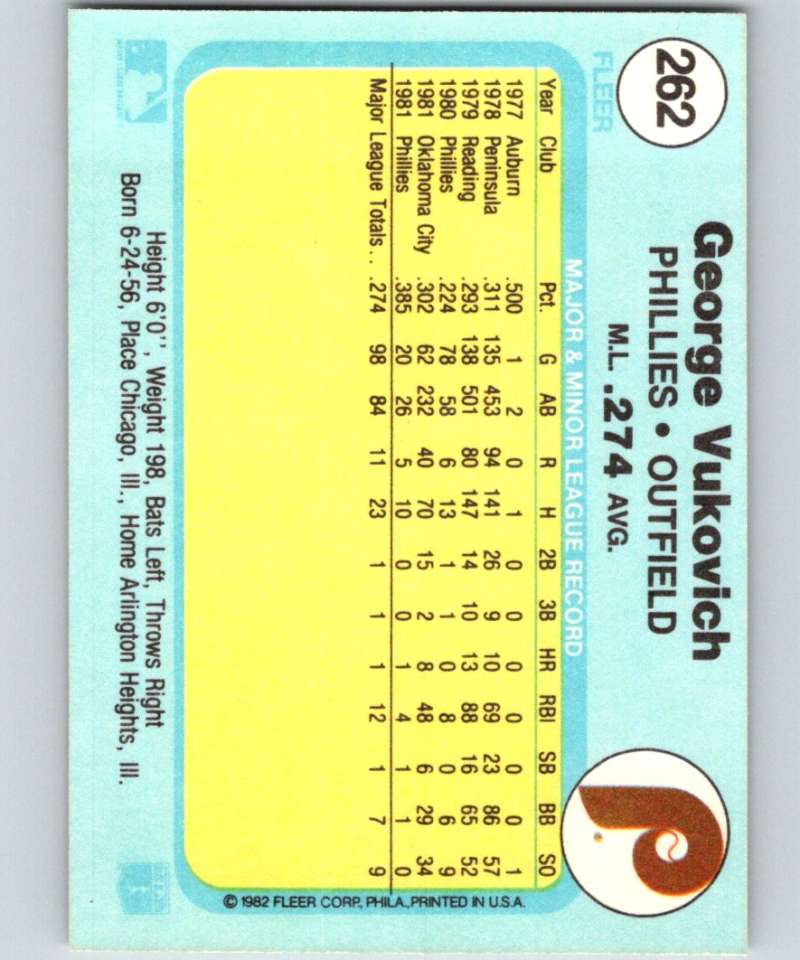 262
FLEER
George Vukovich
PHILLIES • OUTFIELD
M.L. .274 AVG.
MAJOR & MINOR LEAGUE RECORD
Year Club Pct. G AB R H 2B 3B HR RBI SB BB SO
1977 Auburn .500 1 2 0 1 0 0 0 0 0 0 1
1978 Peninsula .311 135 453 94 141 26 9 10 69 23 86 57
1979 Reading .293 138 501 80 147 14 10 13 88 16 65 52
1980 Phillies .224 78 58 6 13 1 1 0 8 0 6 9
1981 Oklahoma City .302 62 232 40 70 15 2 8 48 6 29 34
1981 Phillies .385 20 26 5 10 0 0 1 4 1 1 0
Major League Totals . . .274 98 84 11 23 1 1 1 12 1 7 9
Height 6'0'', Weight 198, Bats Left, Throws Right
Born 6-24-56, Place Chicago, Ill., Home Arlington Heights, Ill.
© 1982 FLEER CORP., PHILA., PRINTED IN U.S.A.